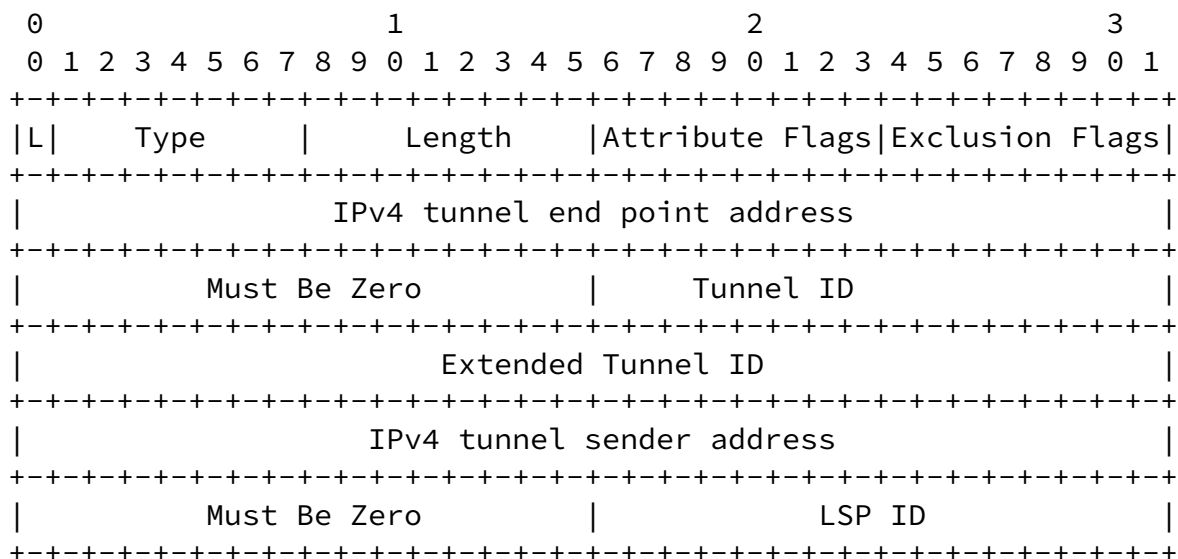 0                   1                   2                   3
 0 1 2 3 4 5 6 7 8 9 0 1 2 3 4 5 6 7 8 9 0 1 2 3 4 5 6 7 8 9 0 1
+-+-+-+-+-+-+-+-+-+-+-+-+-+-+-+-+-+-+-+-+-+-+-+-+-+-+-+-+-+-+-+-+
|L|    Type     |     Length    |Attribute Flags|Exclusion Flags|
+-+-+-+-+-+-+-+-+-+-+-+-+-+-+-+-+-+-+-+-+-+-+-+-+-+-+-+-+-+-+-+-+
|                 IPv4 tunnel end point address                 |
+-+-+-+-+-+-+-+-+-+-+-+-+-+-+-+-+-+-+-+-+-+-+-+-+-+-+-+-+-+-+-+-+
|          Must Be Zero         |     Tunnel ID                 |
+-+-+-+-+-+-+-+-+-+-+-+-+-+-+-+-+-+-+-+-+-+-+-+-+-+-+-+-+-+-+-+-+
|                       Extended Tunnel ID                      |
+-+-+-+-+-+-+-+-+-+-+-+-+-+-+-+-+-+-+-+-+-+-+-+-+-+-+-+-+-+-+-+-+
|                   IPv4 tunnel sender address                  |
+-+-+-+-+-+-+-+-+-+-+-+-+-+-+-+-+-+-+-+-+-+-+-+-+-+-+-+-+-+-+-+-+
|          Must Be Zero         |            LSP ID             |
+-+-+-+-+-+-+-+-+-+-+-+-+-+-+-+-+-+-+-+-+-+-+-+-+-+-+-+-+-+-+-+-+